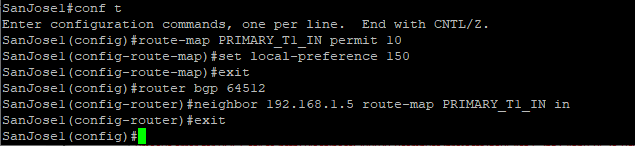 SanJose1#conf t
Enter configuration commands, one per line.  End with CNTL/Z.
SanJose1(config)#route-map PRIMARY_T1_IN permit 10
SanJose1(config-route-map)#set local-preference 150
SanJose1(config-route-map)#exit
SanJose1(config)#router bgp 64512
SanJose1(config-router)#neighbor 192.168.1.5 route-map PRIMARY_T1_IN in
SanJose1(config-router)#exit
SanJose1(config)#